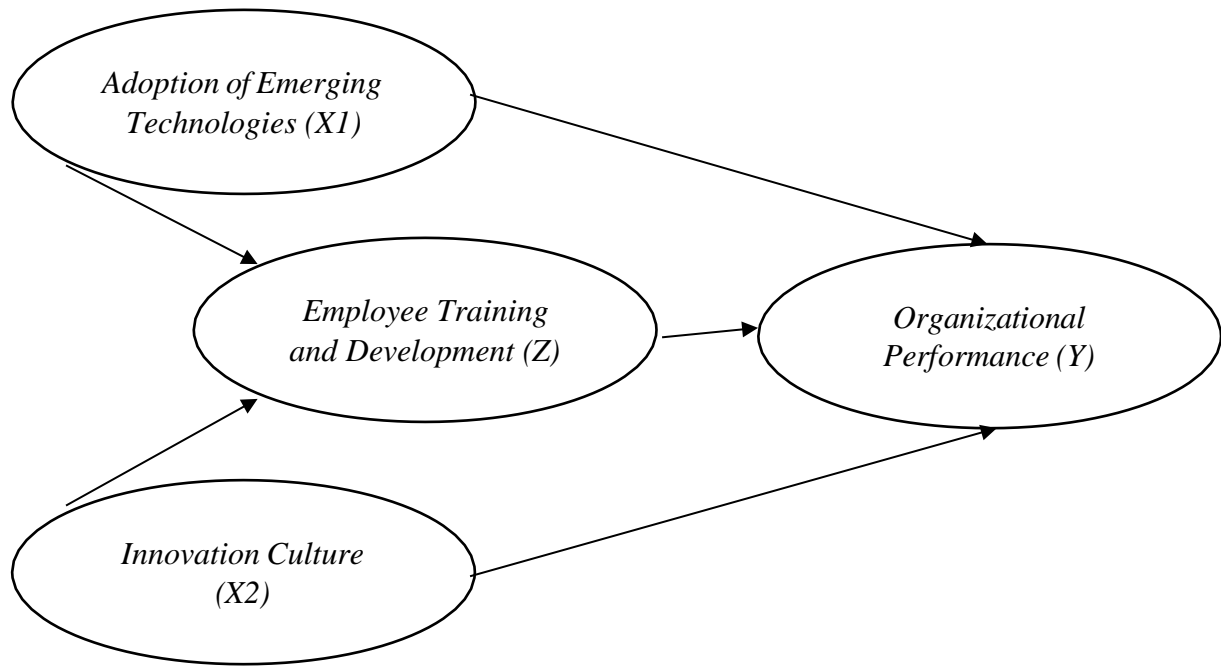 Adoption of Emerging
Technologies (X1)
Employee Training
and Development (Z)
Organizational
Performance (Y)
Innovation Culture
(X2)